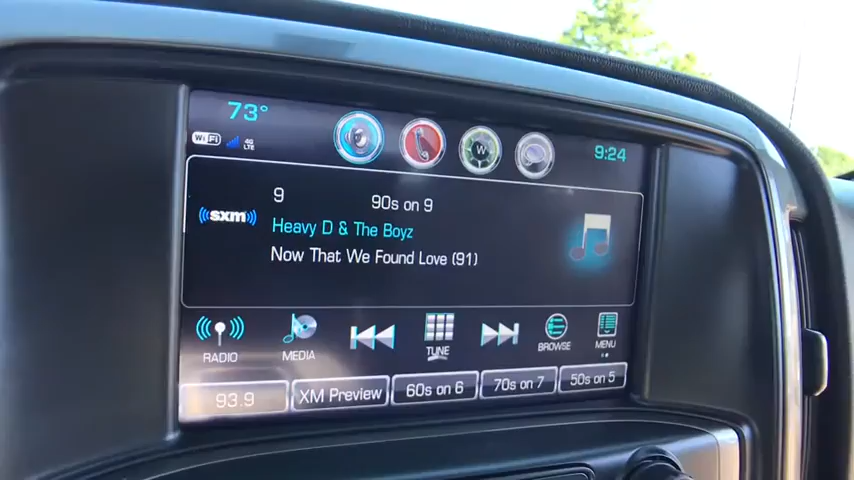 73°
WiFi
4G
LTE
W
9:24
9
90s on 9
((sxm))
Heavy D & The Boyz
Now That We Found Love (91)
RADIO
MEDIA
TUNE
BROWSE
MENU
93.9
XM Preview
60s on 6
70s on 7
50s on 5